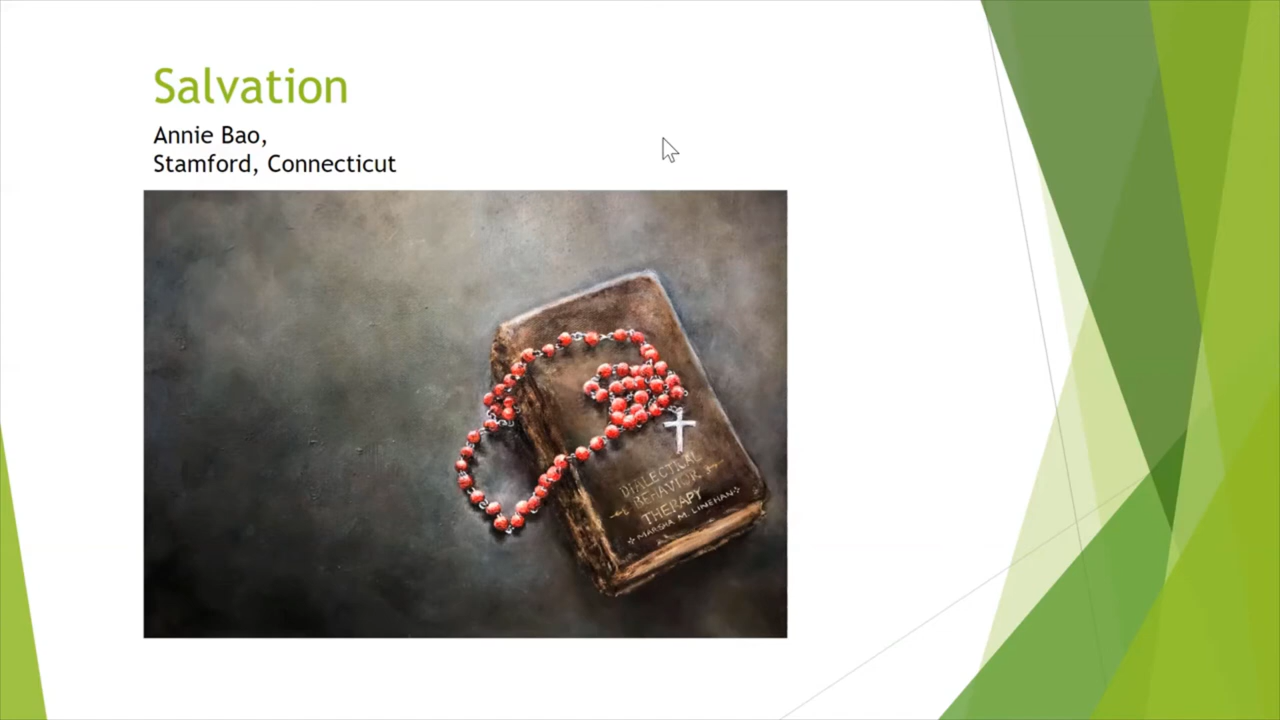 Salvation
Annie Bao,
Stamford, Connecticut
DIALECTICAL
BEHAVIOR
THERAPY
MARSHA M. LINEHAN